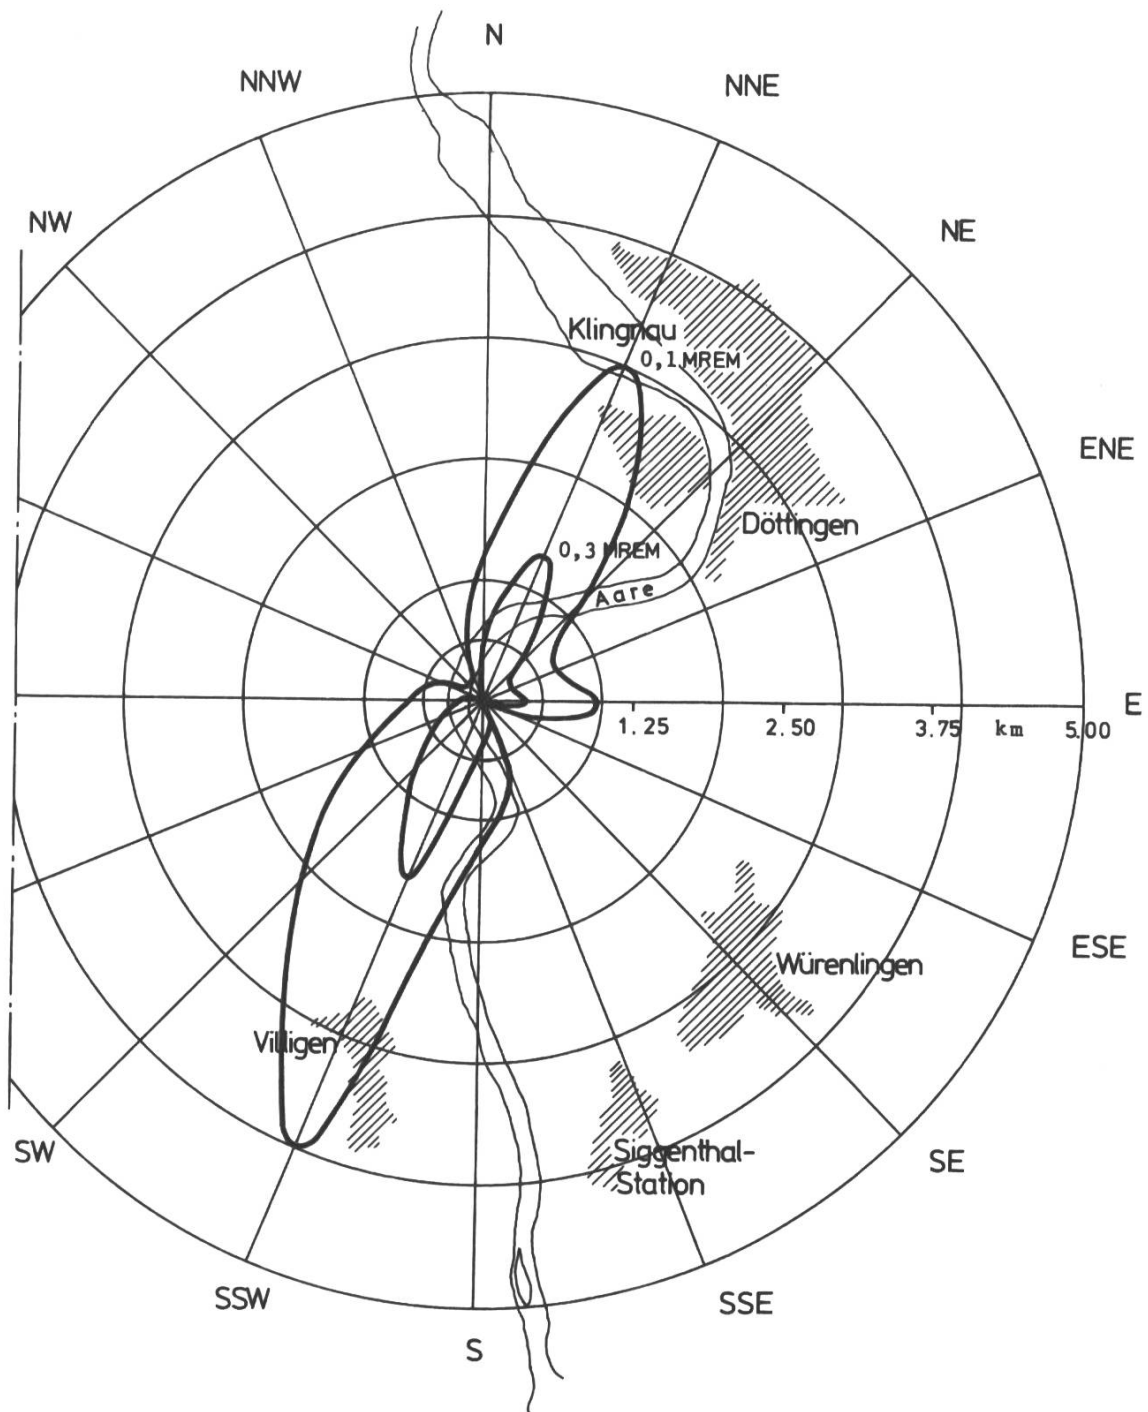 N
NNW
NNE
NW
NE
Klingnau
0,1 MREM
ENE
Döttingen
0,3 MREM
Aare
E
1.25
2.50
3.75
km
5.00
Würenlingen
ESE
Villigen
SW
Siggenthal-
Station
SE
SSW
SSE
S